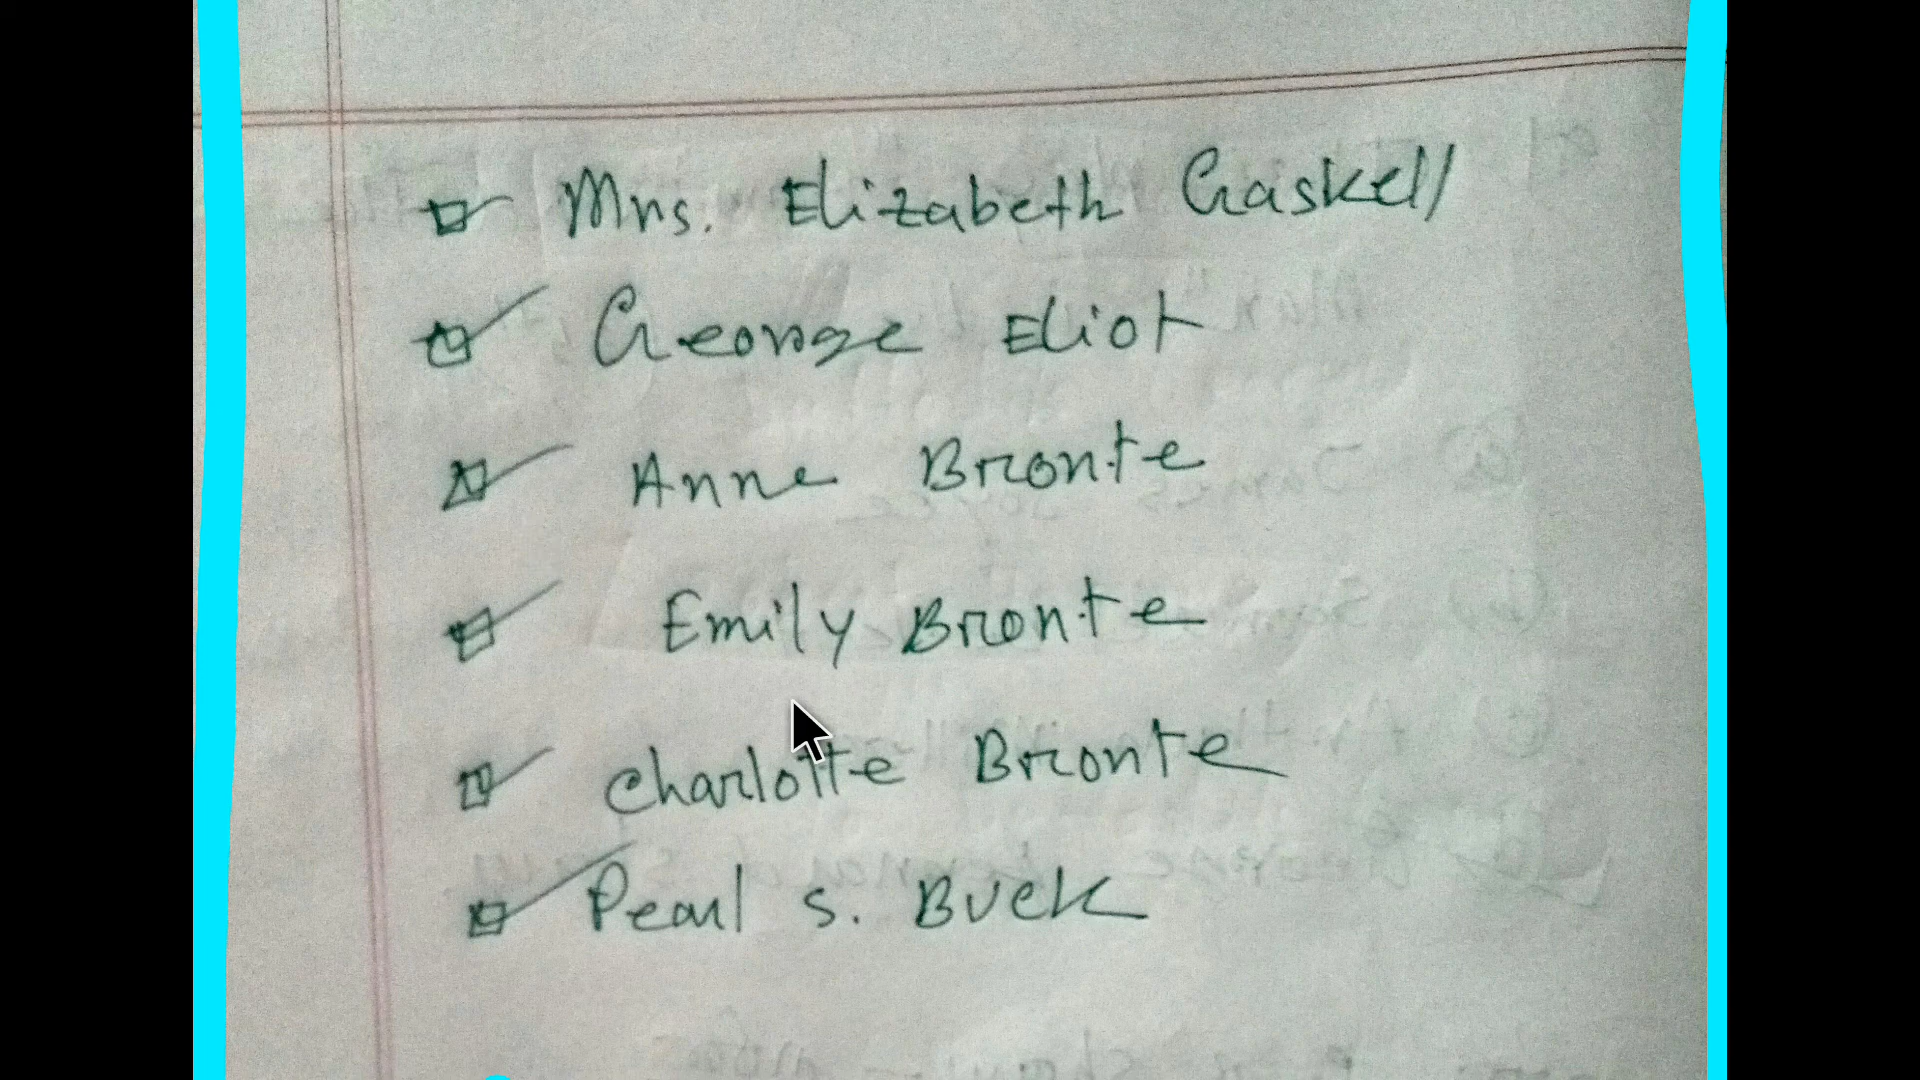 Mrs. Elizabeth Gaskell
George Eliot
Anne Bronte
Emily Bronte
Charlotte Bronte
Pearl S. Buck